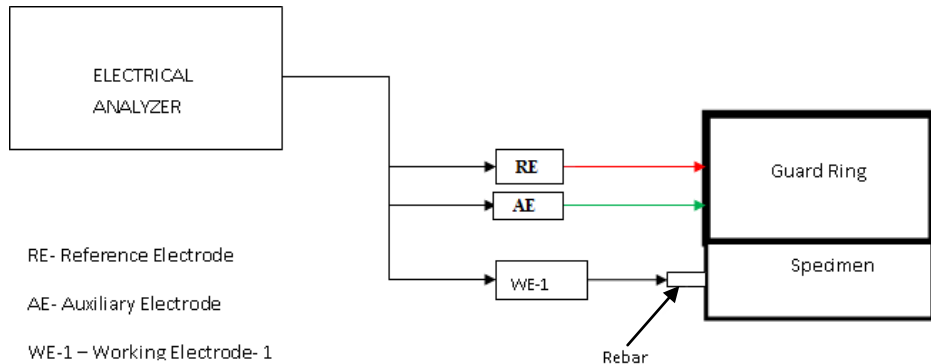 ELECTRICAL
ANALYZER
RE
AE
WE-1
Guard Ring
Specimen
Rebar
RE- Reference Electrode
AE- Auxiliary Electrode
WE-1 – Working Electrode- 1